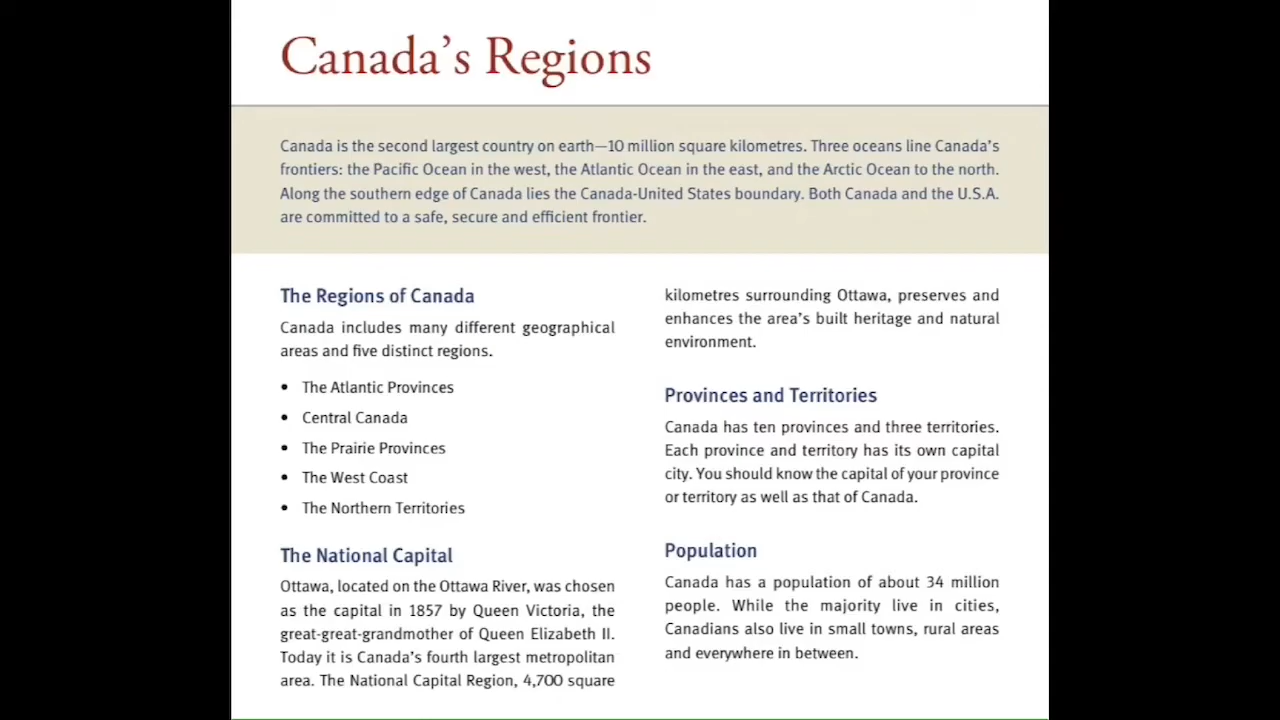 Canada's Regions
Canada is the second largest country on earth—10 million square kilometres. Three oceans line Canada's
frontiers: the Pacific Ocean in the west, the Atlantic Ocean in the east, and the Arctic Ocean to the north.
Along the southern edge of Canada lies the Canada-United States boundary. Both Canada and the U.S.A.
are committed to a safe, secure and efficient frontier.
The Regions of Canada
Canada includes many different geographical
areas and five distinct regions.
• The Atlantic Provinces
• Central Canada
• The Prairie Provinces
• The West Coast
• The Northern Territories
The National Capital
Ottawa, located on the Ottawa River, was chosen
as the capital in 1857 by Queen Victoria, the
great-great-grandmother of Queen Elizabeth II.
Today it is Canada's fourth largest metropolitan
area. The National Capital Region, 4,700 square
kilometres surrounding Ottawa, preserves and
enhances the area's built heritage and natural
environment.
Provinces and Territories
Canada has ten provinces and three territories.
Each province and territory has its own capital
city. You should know the capital of your province
or territory as well as that of Canada.
Population
Canada has a population of about 34 million
people. While the majority live in cities,
Canadians also live in small towns, rural areas
and everywhere in between.